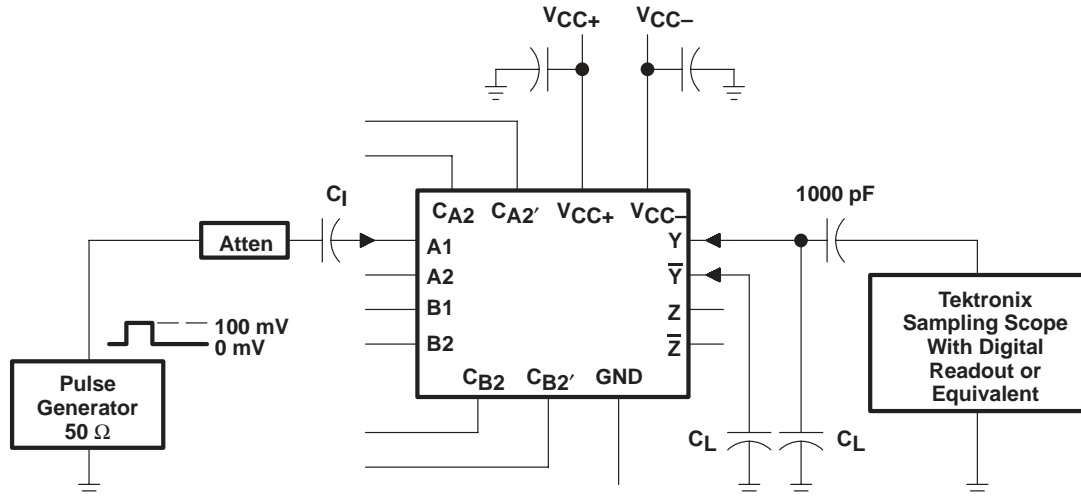 VCC+
VCC–
1000 pF
CI
Atten
CA2
CA2′
VCC+
VCC–
A1
A2
B1
B2
Y
Y̅
Z
Z̅
CB2
CB2′
GND
100 mV
0 mV
Pulse
Generator
50 Ω
CL
CL
Tektronix
Sampling Scope
With Digital
Readout or
Equivalent